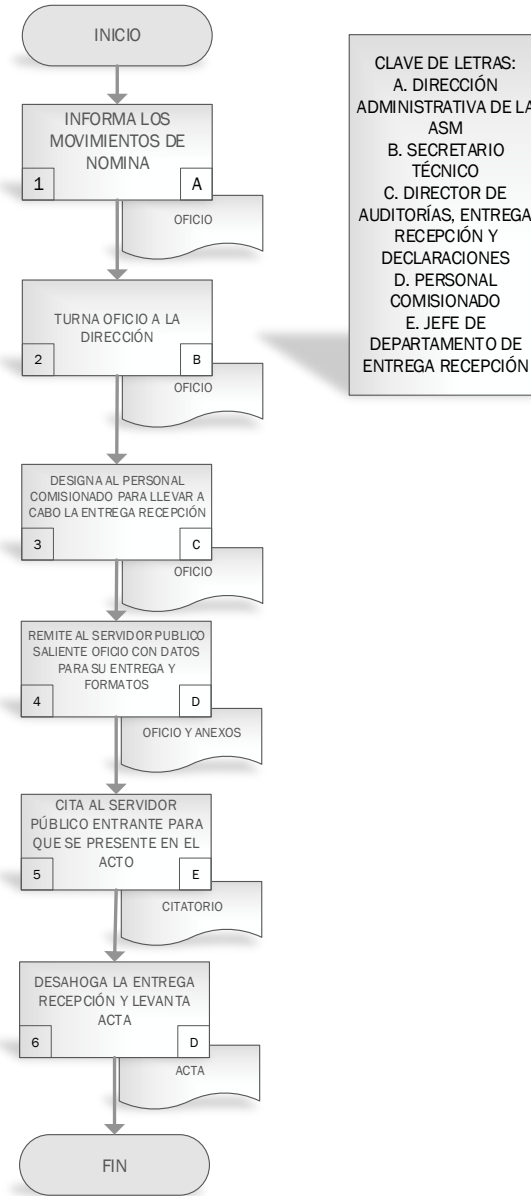 INICIO
INFORMA LOS
MOVIMIENTOS DE
NOMINA
1
A
OFICIO
TURNA OFICIO A LA
DIRECCIÓN
2
B
OFICIO
DESIGNA AL PERSONAL
COMISIONADO PARA LLEVAR A
CABO LA ENTREGA RECEPCIÓN
3
C
OFICIO
REMITE AL SERVIDOR PUBLICO
SALIENTE OFICIO CON DATOS
PARA SU ENTREGA Y
FORMATOS
4
D
OFICIO Y ANEXOS
CITA AL SERVIDOR
PÚBLICO ENTRANTE PARA
QUE SE PRESENTE EN EL
ACTO
5
E
CITATORIO
DESAHOGA LA ENTREGA
RECEPCIÓN Y LEVANTA
ACTA
6
D
ACTA
FIN
CLAVE DE LETRAS:
A. DIRECCIÓN
ADMINISTRATIVA DE LA
ASM
B. SECRETARIO
TÉCNICO
C. DIRECTOR DE
AUDITORÍAS, ENTREGA
RECEPCIÓN Y
DECLARACIONES
D. PERSONAL
COMISIONADO
E. JEFE DE
DEPARTAMENTO DE
ENTREGA RECEPCIÓN